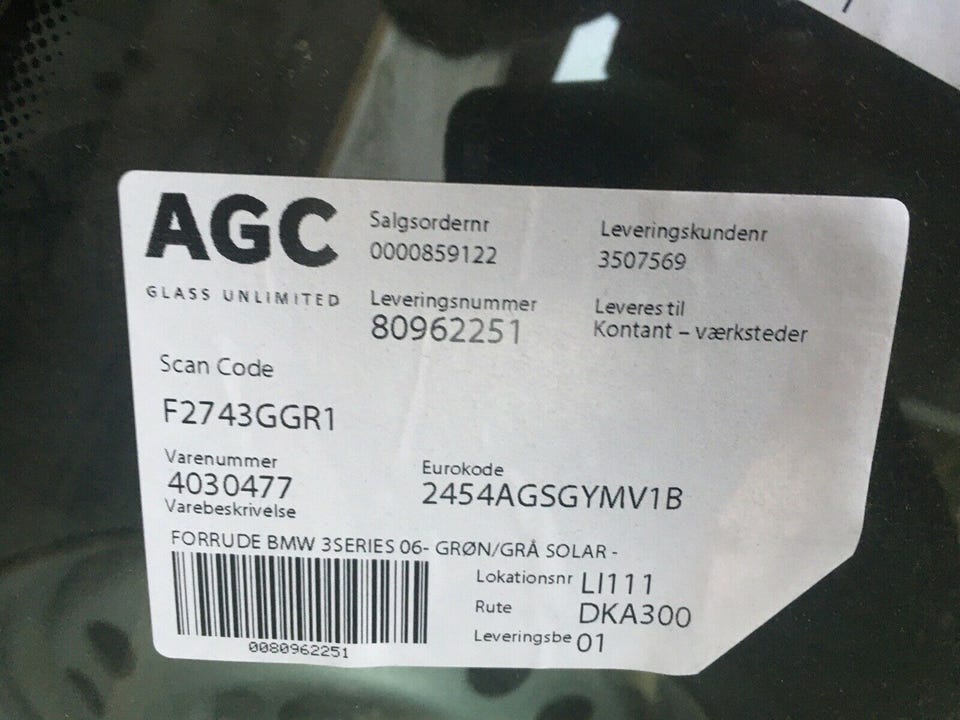 AGC
GLASS UNLIMITED
Salgsordernr
0000859122
Leveringskundenr
3507569
Leveringsnummer
80962251
Leveres til
Kontant – værksteder
Scan Code
F2743GGR1
Varenummer
4030477
Eurokode
2454AGSGYMV1B
Varebeskrivelse
FORRUDE BMW 3SERIES 06- GRØN/GRÅ SOLAR -
0080962251
Lokationsnr LI111
Rute DKA300
Leveringsbe 01